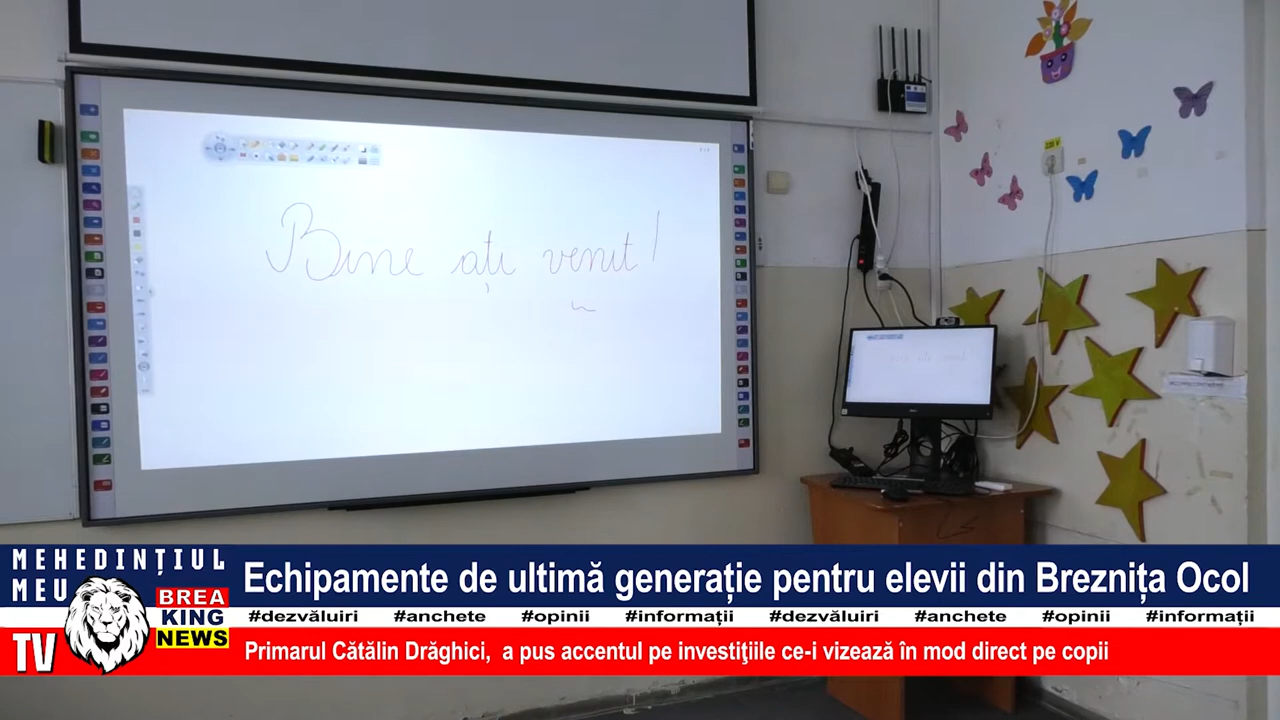 Bine ați venit!
220 V
MEHEDINȚIUL
MEU
TV
BREA
KING
NEWS
Echipamente de ultimă generație pentru elevii din Breznița Ocol
#dezvăluiri #anchete #opinii #informații #dezvăluiri #anchete #opinii #informații
Primarul Cătălin Drăghici, a pus accentul pe investiţiile ce-i vizează în mod direct pe copii